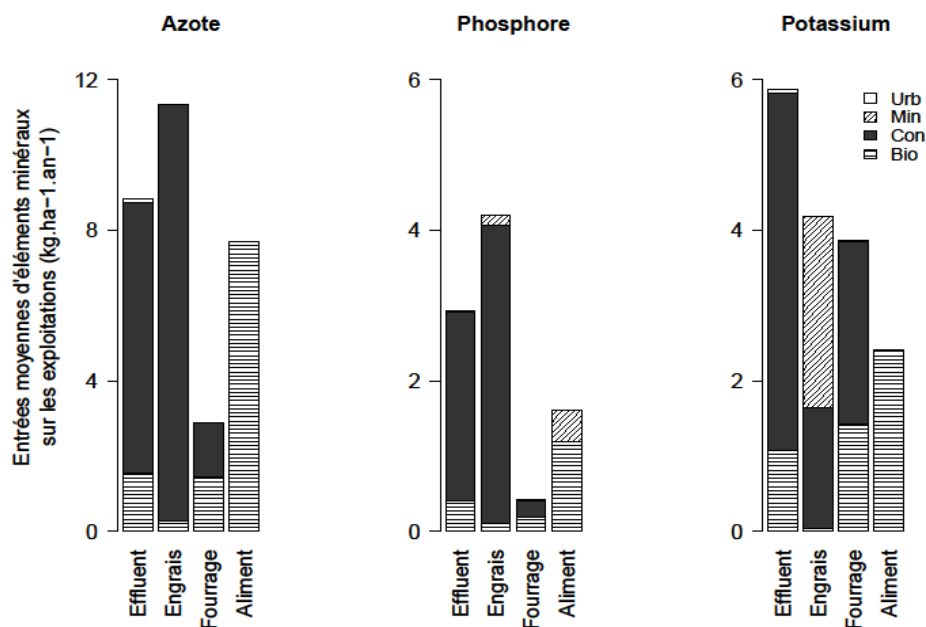 Azote
Phosphore
Potassium
Entrées moyennes d'éléments minéraux
sur les exploitations (kg.ha−1.an−1)
12
8
4
0
6
4
2
0
6
4
2
0
Urb
Min
Con
Bio
Effluent
Engrais
Fourrage
Aliment
Effluent
Engrais
Fourrage
Aliment
Effluent
Engrais
Fourrage
Aliment